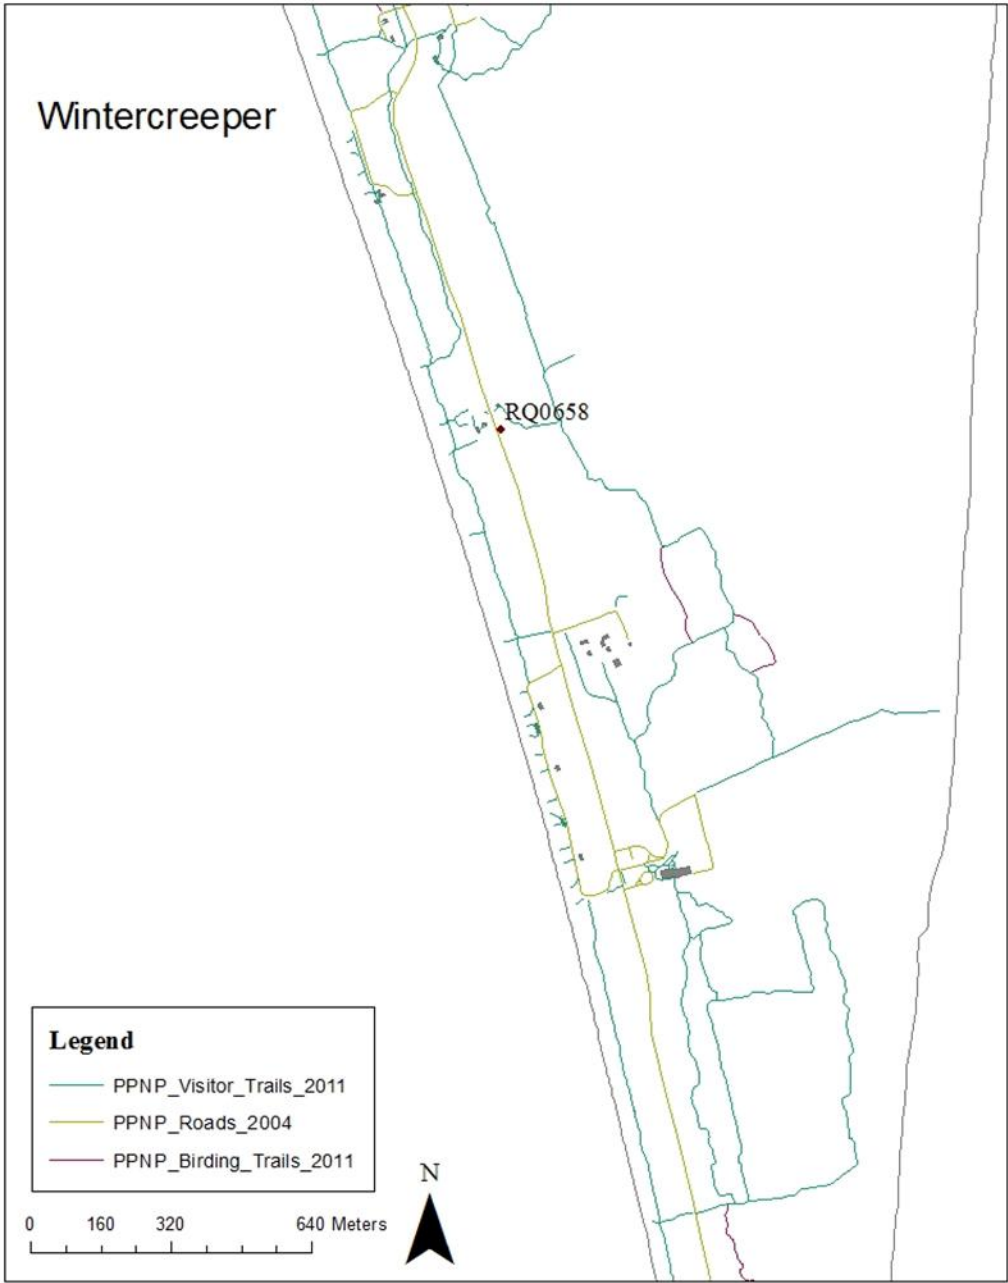 Wintercreeper
RQ0658
Legend
PPNP_Visitor_Trails_2011
PPNP_Roads_2004
PPNP_Birding_Trails_2011
N
0 160 320 640 Meters